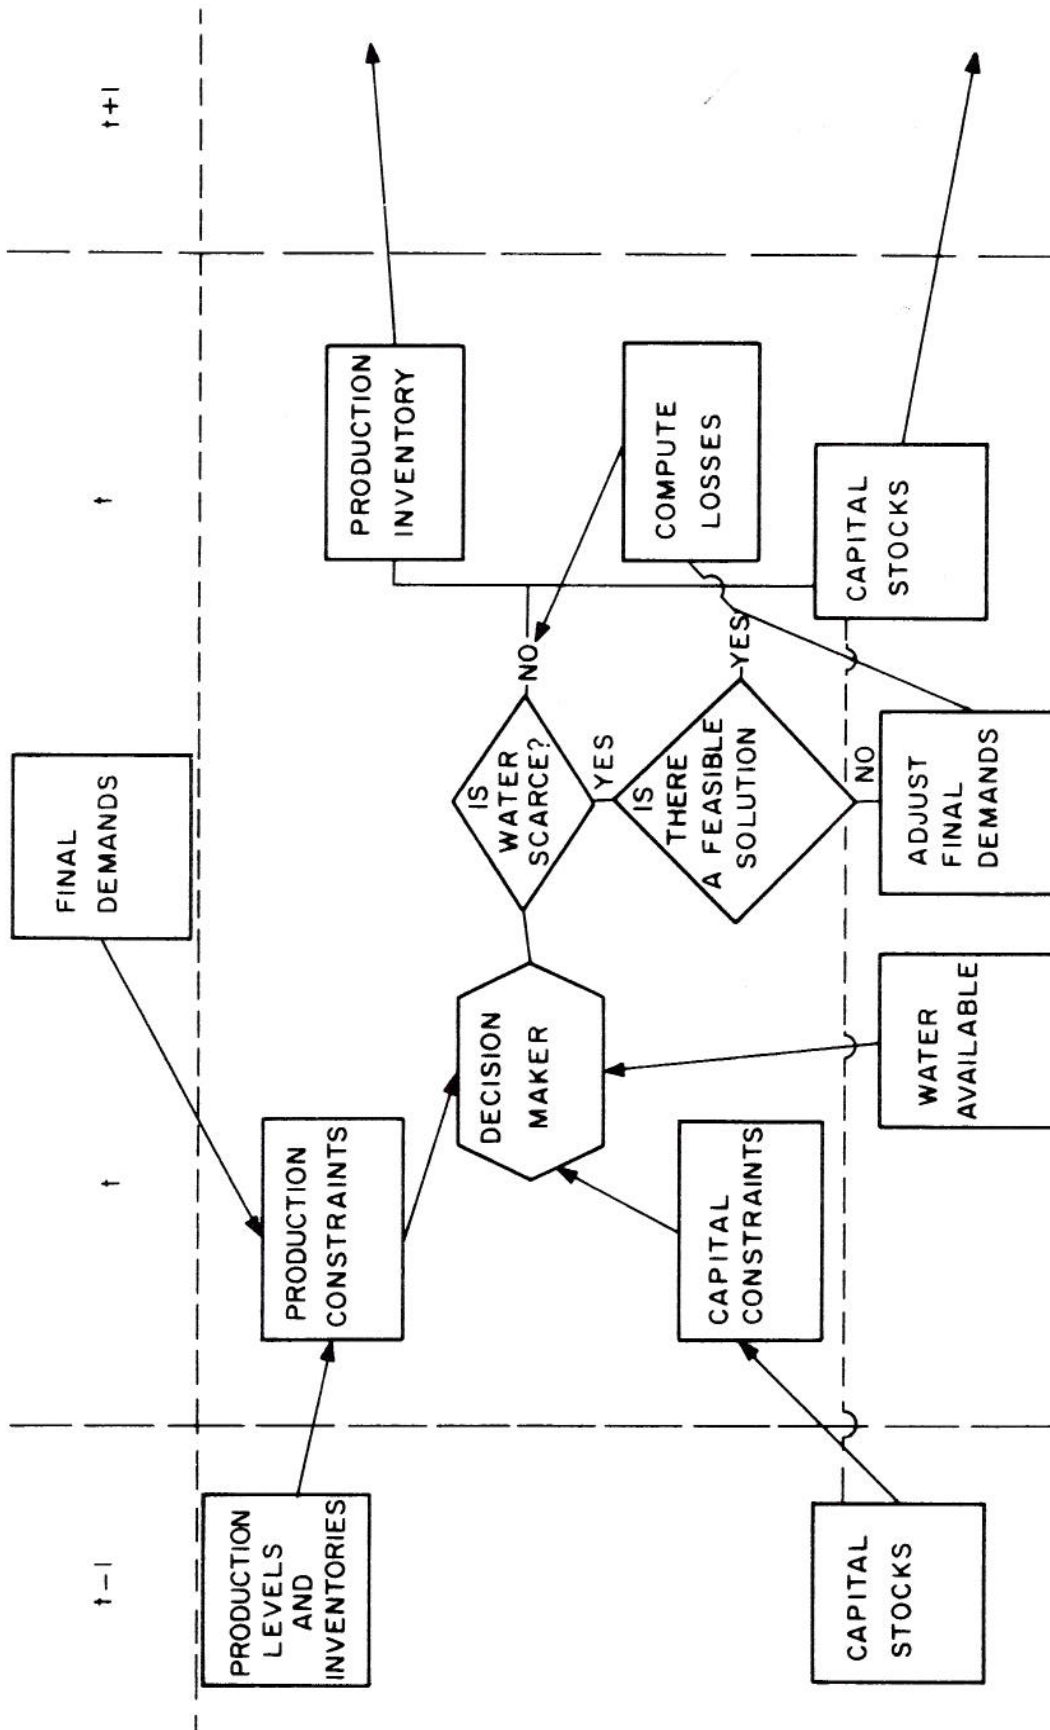 t-1
t
t
t+1
FINAL
DEMANDS
PRODUCTION
LEVELS
AND
INVENTORIES
PRODUCTION
CONSTRAINTS
PRODUCTION
INVENTORY
DECISION
MAKER
IS
WATER
SCARCE?
NO
YES
IS
THERE
A FEASIBLE
SOLUTION
YES
NO
COMPUTE
LOSSES
CAPITAL
CONSTRAINTS
CAPITAL
STOCKS
CAPITAL
STOCKS
WATER
AVAILABLE
ADJUST
FINAL
DEMANDS